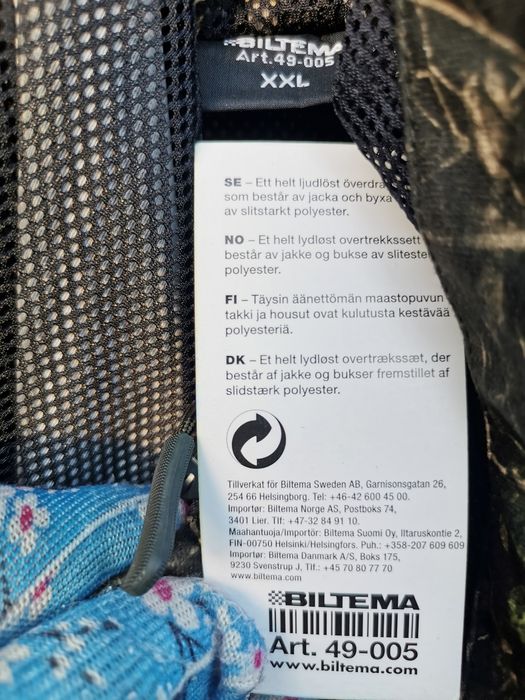 BILTEMA
Art.49-005
XXL
SE – Ett helt ljudlöst överdra
som består av jacka och byxa
av slitstarkt polyester.
NO – Et helt lydløst overtrekkssett
består av jakke og bukse av sliteste
polyester.
FI – Täysin äänettömän maastopuvun
takki ja housut ovat kulutusta kestävää
polyesteriä.
DK – Et helt lydløst overtrækssæt, der
består af jakke og bukser fremstillet af
slidstærk polyester.
Tillverkat för Biltema Sweden AB, Garnisonsgatan 26,
254 66 Helsingborg. Tel: +46-42 600 45 00.
Importør: Biltema Norge AS, Postboks 74,
3401 Lier. Tlf: +47-32 84 91 10.
Maahantuoja/Importör: Biltema Suomi Oy, Iltaruskontie 2,
FIN-00750 Helsinki/Helsingfors. Puh.: +358-207 609 609
Importør: Biltema Danmark A/S, Boks 175,
9230 Svenstrup J, Tlf: +45 70 80 77 70
www.biltema.com
BILTEMA
Art. 49-005
www.biltema.com